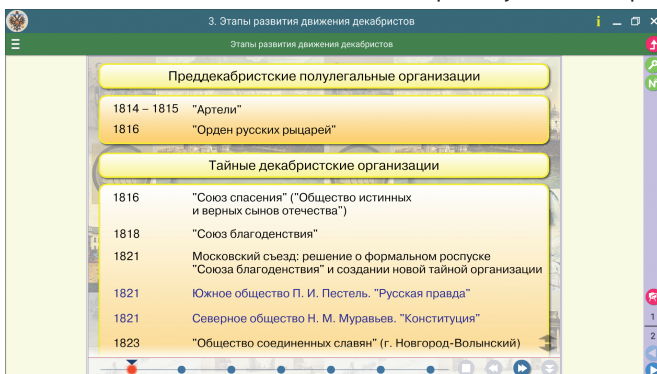 3. Этапы развития движения декабристов
Этапы развития движения декабристов
Преддекабристские полулегальные организации
1814 – 1815 "Артели"
1816 "Орден русских рыцарей"
Тайные декабристские организации
1816 "Союз спасения" ("Общество истинных
и верных сынов отечества")
1818 "Союз благоденствия"
1821 Московский съезд: решение о формальном роспуске
"Союза благоденствия" и создании новой тайной организации
1821 Южное общество П. И. Пестель. "Русская правда"
1821 Северное общество Н. М. Муравьев. "Конституция"
1823 "Общество соединенных славян" (г. Новгород-Волынский)
1
2